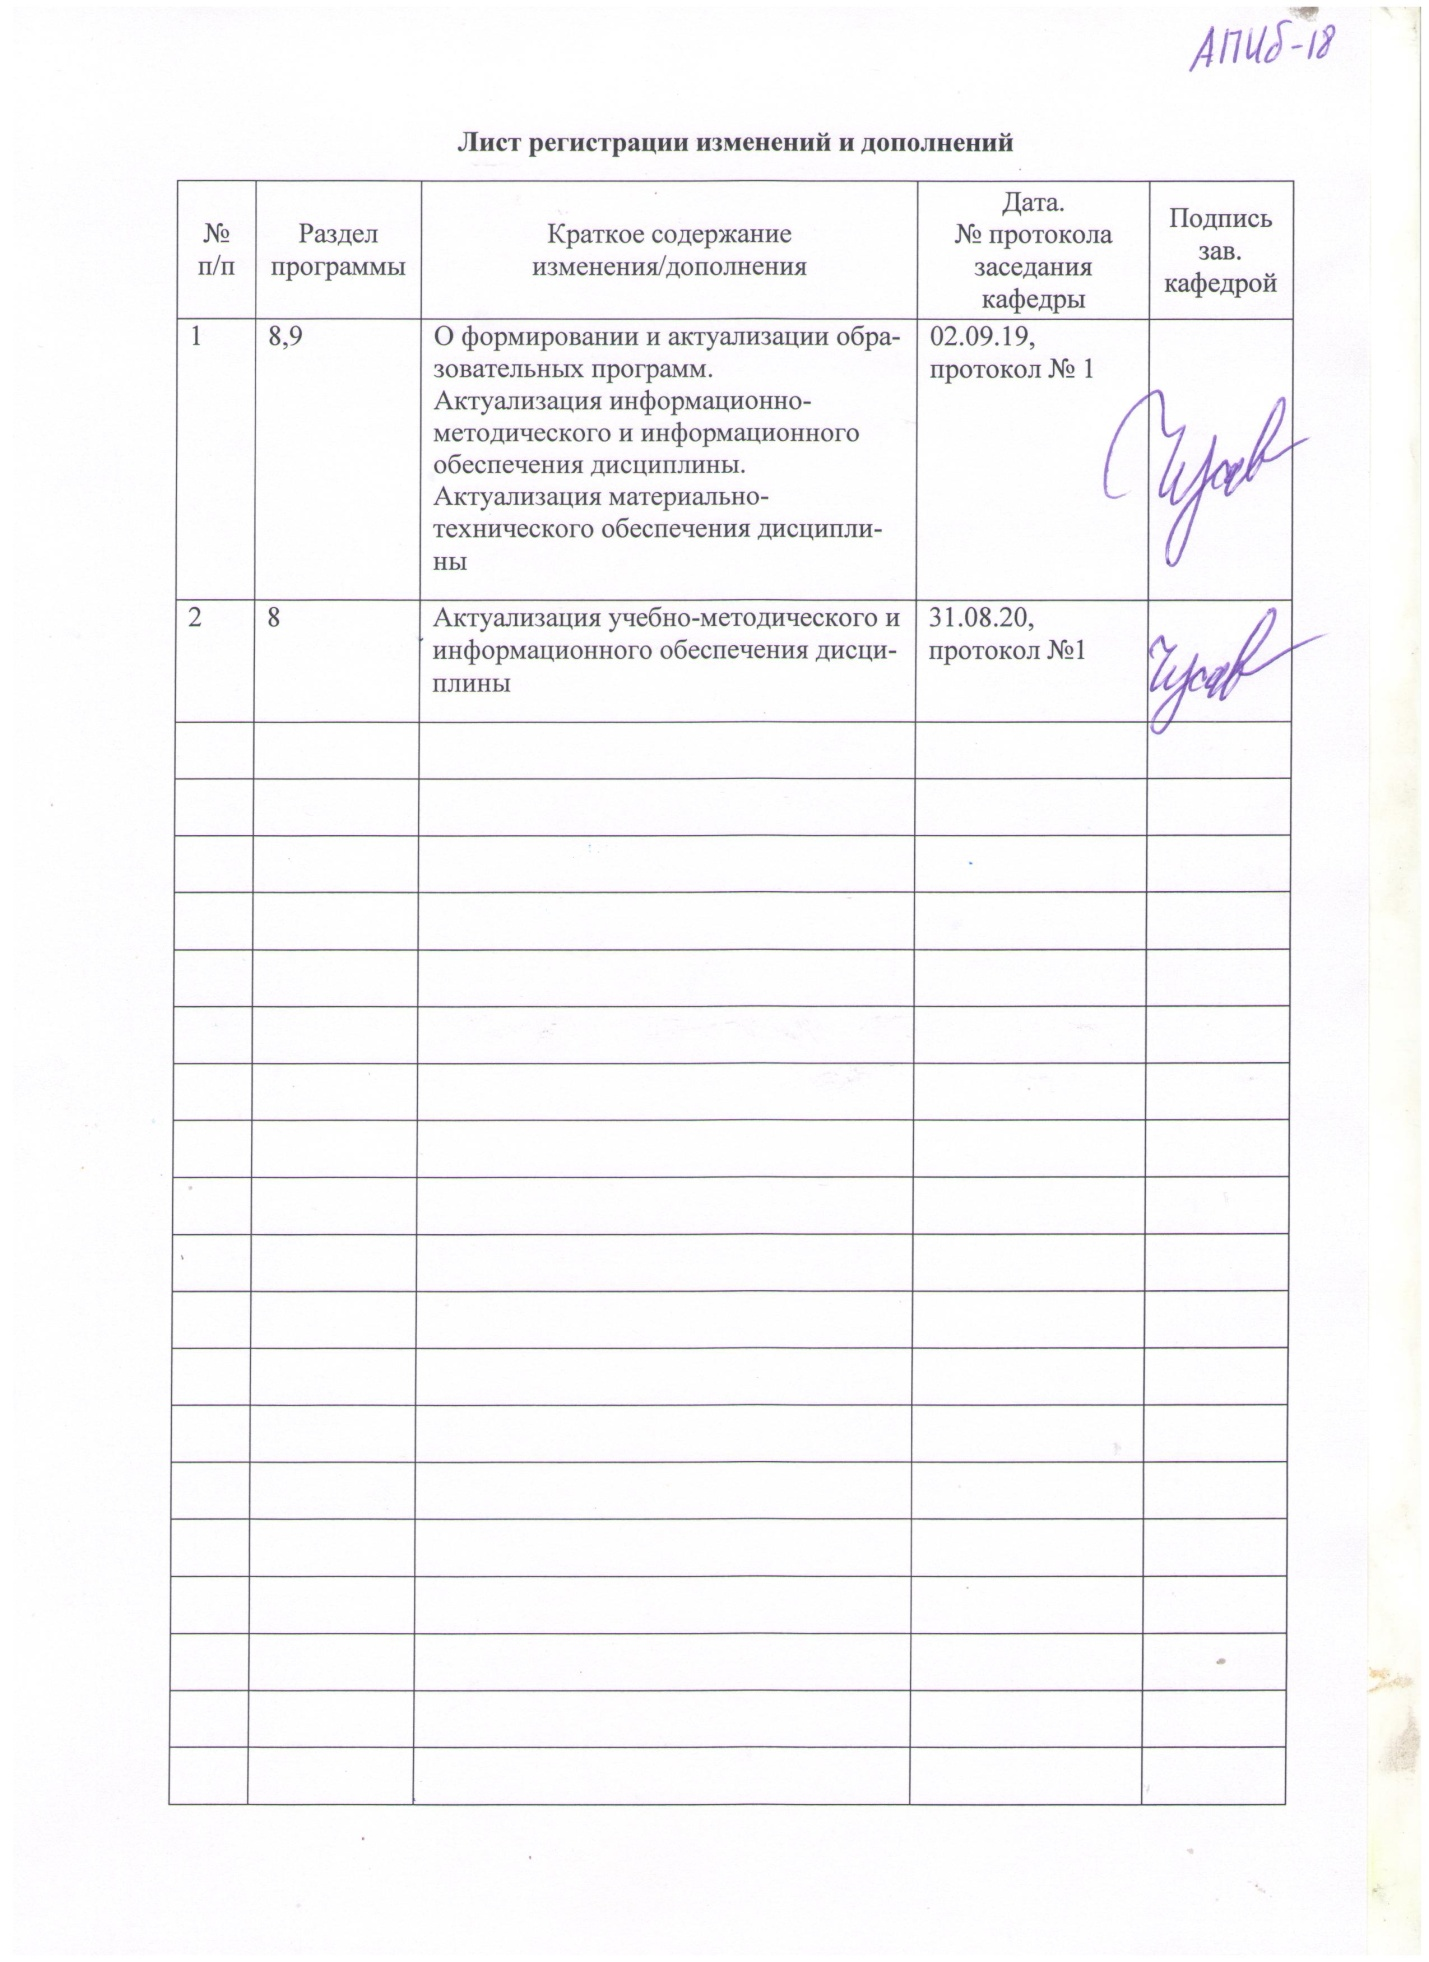 АПИб-18
Лист регистрации изменений и дополнений
№
п/п
Раздел
программы
Краткое содержание
изменения/дополнения
Дата.
№ протокола
заседания
кафедры
Подпись
зав.
кафедрой
1
8,9
О формировании и актуализации обра-
зовательных программ.
Актуализация информационно-
методического и информационного
обеспечения дисциплины.
Актуализация материально-
технического обеспечения дисципли-
ны
02.09.19,
протокол № 1
2
8
Актуализация учебно-методического и
информационного обеспечения дисци-
плины
31.08.20,
протокол №1